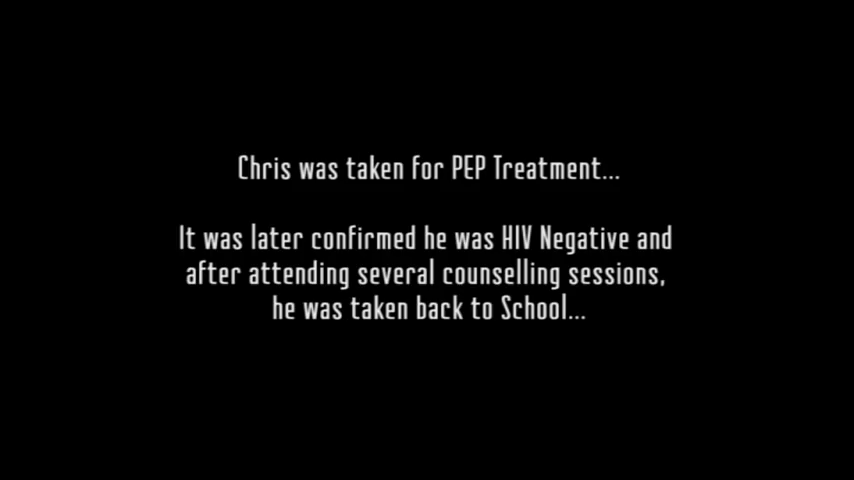 Chris was taken for PEP Treatment...
It was later confirmed he was HIV Negative and
after attending several counselling sessions,
he was taken back to School...